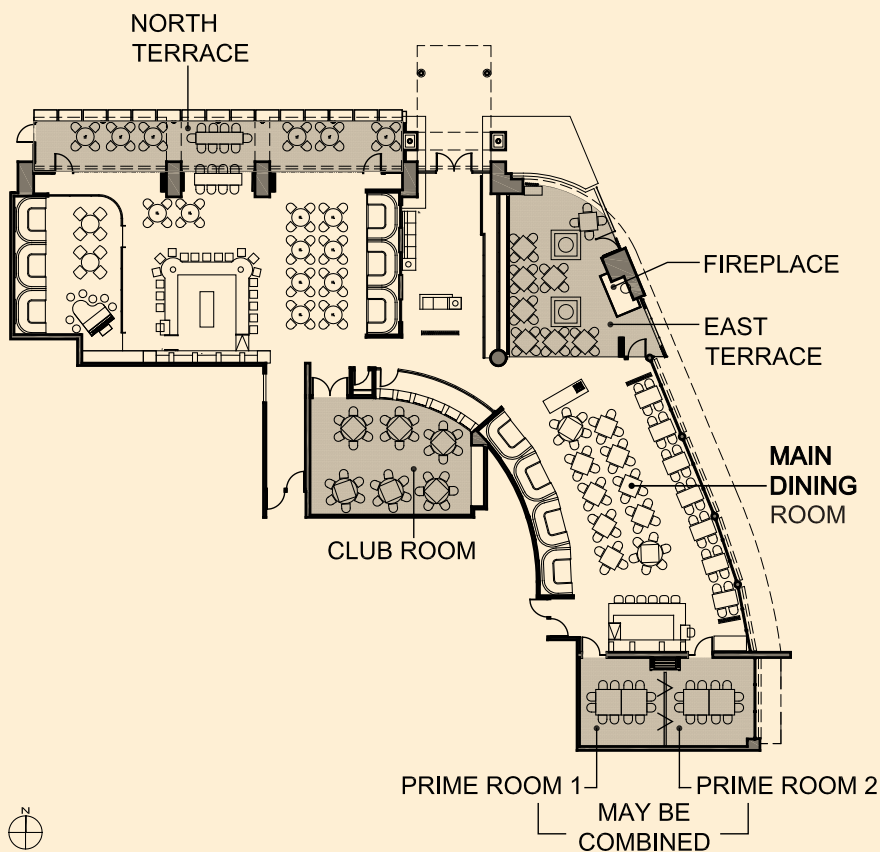 NORTH
TERRACE
FIREPLACE
EAST
TERRACE
MAIN
DINING
ROOM
CLUB ROOM
PRIME ROOM 1
PRIME ROOM 2
MAY BE
COMBINED
N